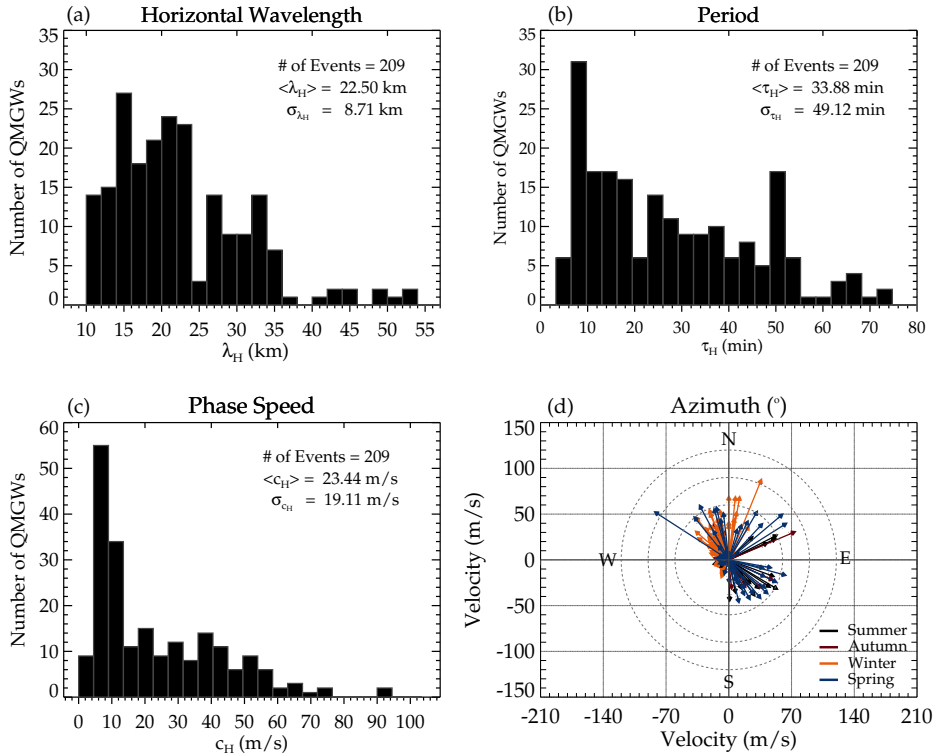 (a) Horizontal Wavelength
35
30
25
20
15
10
5
0
Number of QMGWs
# of Events = 209
<λH> = 22.50 km
σλH = 8.71 km
10 15 20 25 30 35 40 45 50 55
λH (km)
(b) Period
35
30
25
20
15
10
5
0
Number of QMGWs
# of Events = 209
<τH> = 33.88 min
στH = 49.12 min
0 10 20 30 40 50 60 70 80
τH (min)
(c) Phase Speed
60
50
40
30
20
10
0
Number of QMGWs
# of Events = 209
<cH> = 23.44 m/s
σcH = 19.11 m/s
0 10 20 30 40 50 60 70 80 90 100
cH (m/s)
(d) Azimuth (°)
150
100
50
0
-50
-100
-150
Velocity (m/s)
N
W
E
S
Summer
Autumn
Winter
Spring
-210 -140 -70 0 70 140 210
Velocity (m/s)